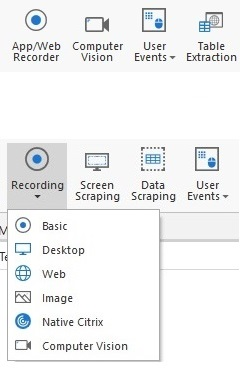 App/Web Computer User Table
Recorder Vision Events Extraction
Recording Screen Data User
Scraping Scraping Events
Basic
Desktop
Web
Image
Native Citrix
Computer Vision